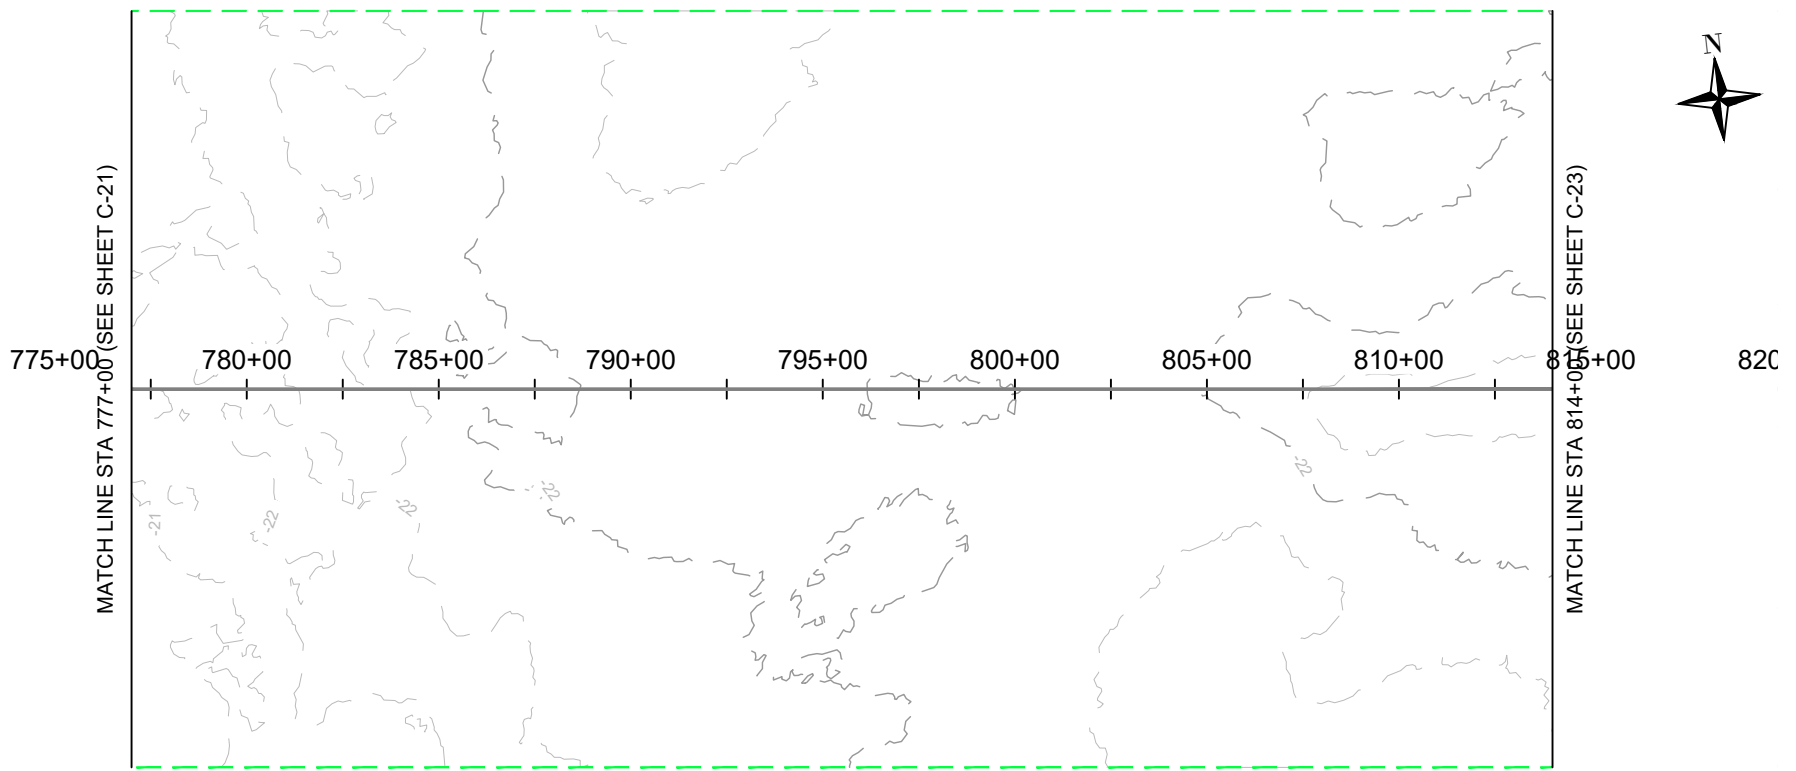 N
MATCH LINE STA 777+00 (SEE SHEET C-21)
MATCH LINE STA 814+00 (SEE SHEET C-23)
775+00 780+00 785+00 790+00 795+00 800+00 805+00 810+00 815+00 820
-22
-22
-22
-21
-22